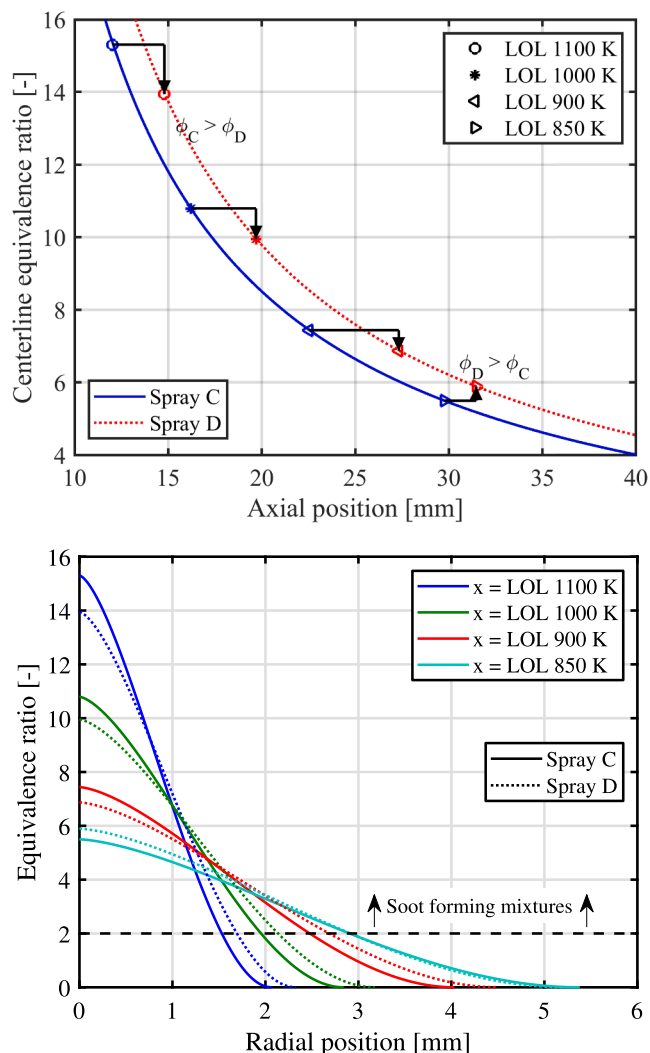 16
14
12
10
8
6
4
Centerline equivalence ratio [-]
LOL 1100 K
LOL 1000 K
LOL 900 K
LOL 850 K
ϕC > ϕD
ϕD > ϕC
Spray C
Spray D
10 15 20 25 30 35 40
Axial position [mm]
16
14
12
10
8
6
4
2
0
Equivalence ratio [-]
x = LOL 1100 K
x = LOL 1000 K
x = LOL 900 K
x = LOL 850 K
Spray C
Spray D
Soot forming mixtures
0 1 2 3 4 5 6
Radial position [mm]